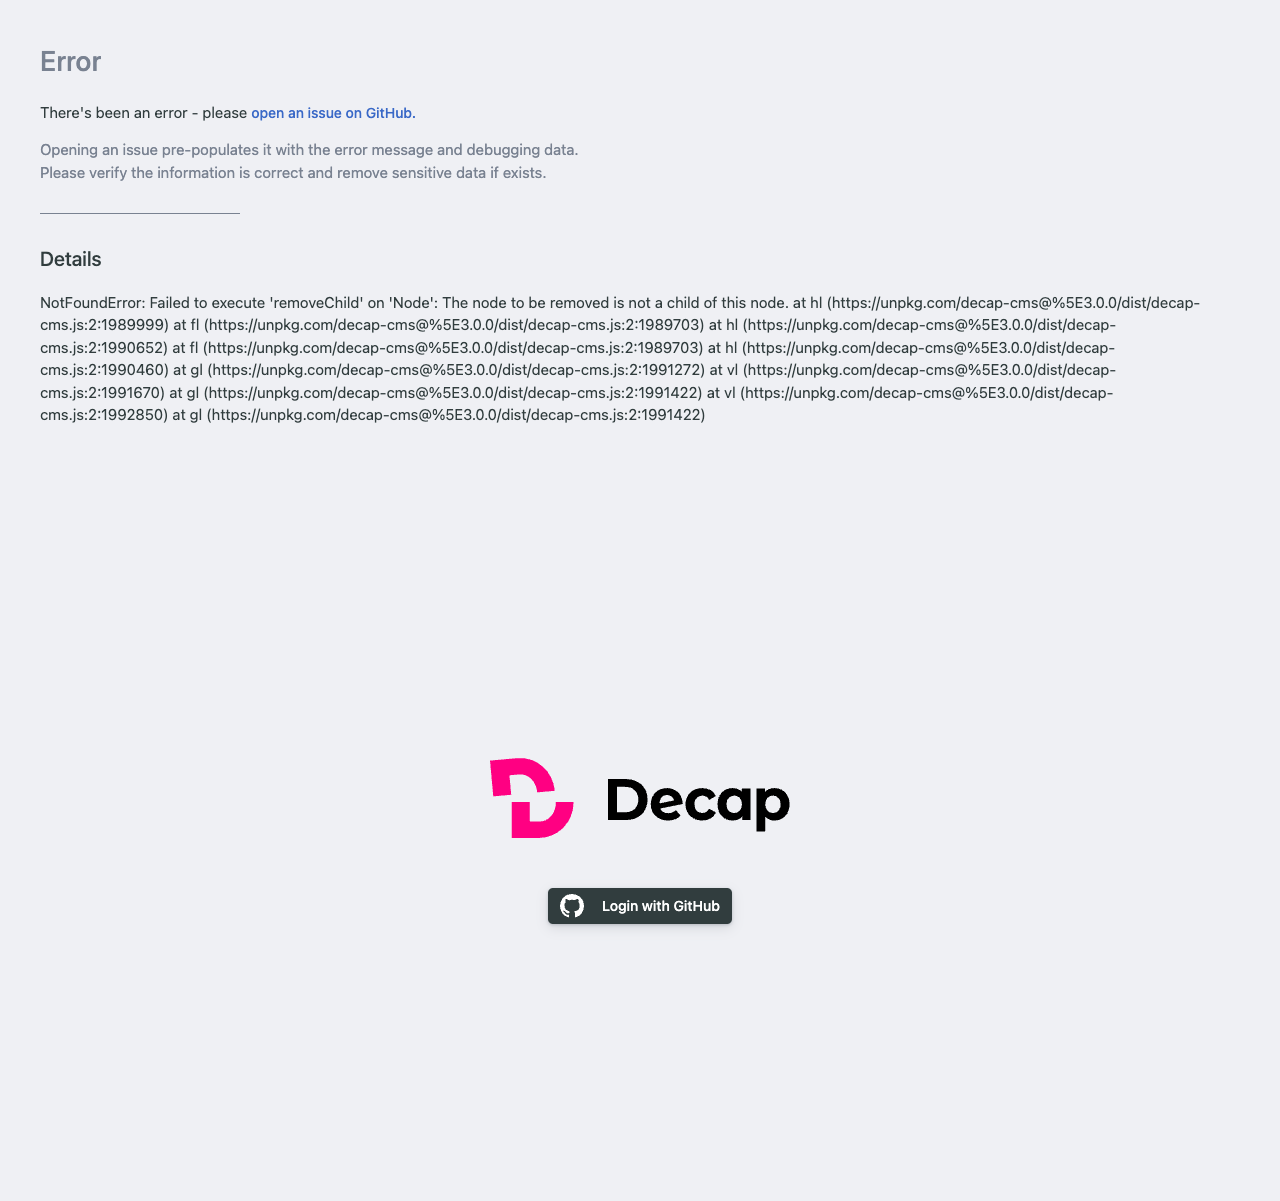 Error
There's been an error - please open an issue on GitHub.
Opening an issue pre-populates it with the error message and debugging data.
Please verify the information is correct and remove sensitive data if exists.
Details
NotFoundError: Failed to execute 'removeChild' on 'Node': The node to be removed is not a child of this node. at hl (https://unpkg.com/decap-cms@%5E3.0.0/dist/decap-
cms.js:2:1989999) at fl (https://unpkg.com/decap-cms@%5E3.0.0/dist/decap-cms.js:2:1989703) at hl (https://unpkg.com/decap-cms@%5E3.0.0/dist/decap-
cms.js:2:1990652) at fl (https://unpkg.com/decap-cms@%5E3.0.0/dist/decap-cms.js:2:1989703) at hl (https://unpkg.com/decap-cms@%5E3.0.0/dist/decap-
cms.js:2:1990460) at gl (https://unpkg.com/decap-cms@%5E3.0.0/dist/decap-cms.js:2:1991272) at vl (https://unpkg.com/decap-cms@%5E3.0.0/dist/decap-
cms.js:2:1991670) at gl (https://unpkg.com/decap-cms@%5E3.0.0/dist/decap-cms.js:2:1991422) at vl (https://unpkg.com/decap-cms@%5E3.0.0/dist/decap-
cms.js:2:1992850) at gl (https://unpkg.com/decap-cms@%5E3.0.0/dist/decap-cms.js:2:1991422)
Decap
Login with GitHub